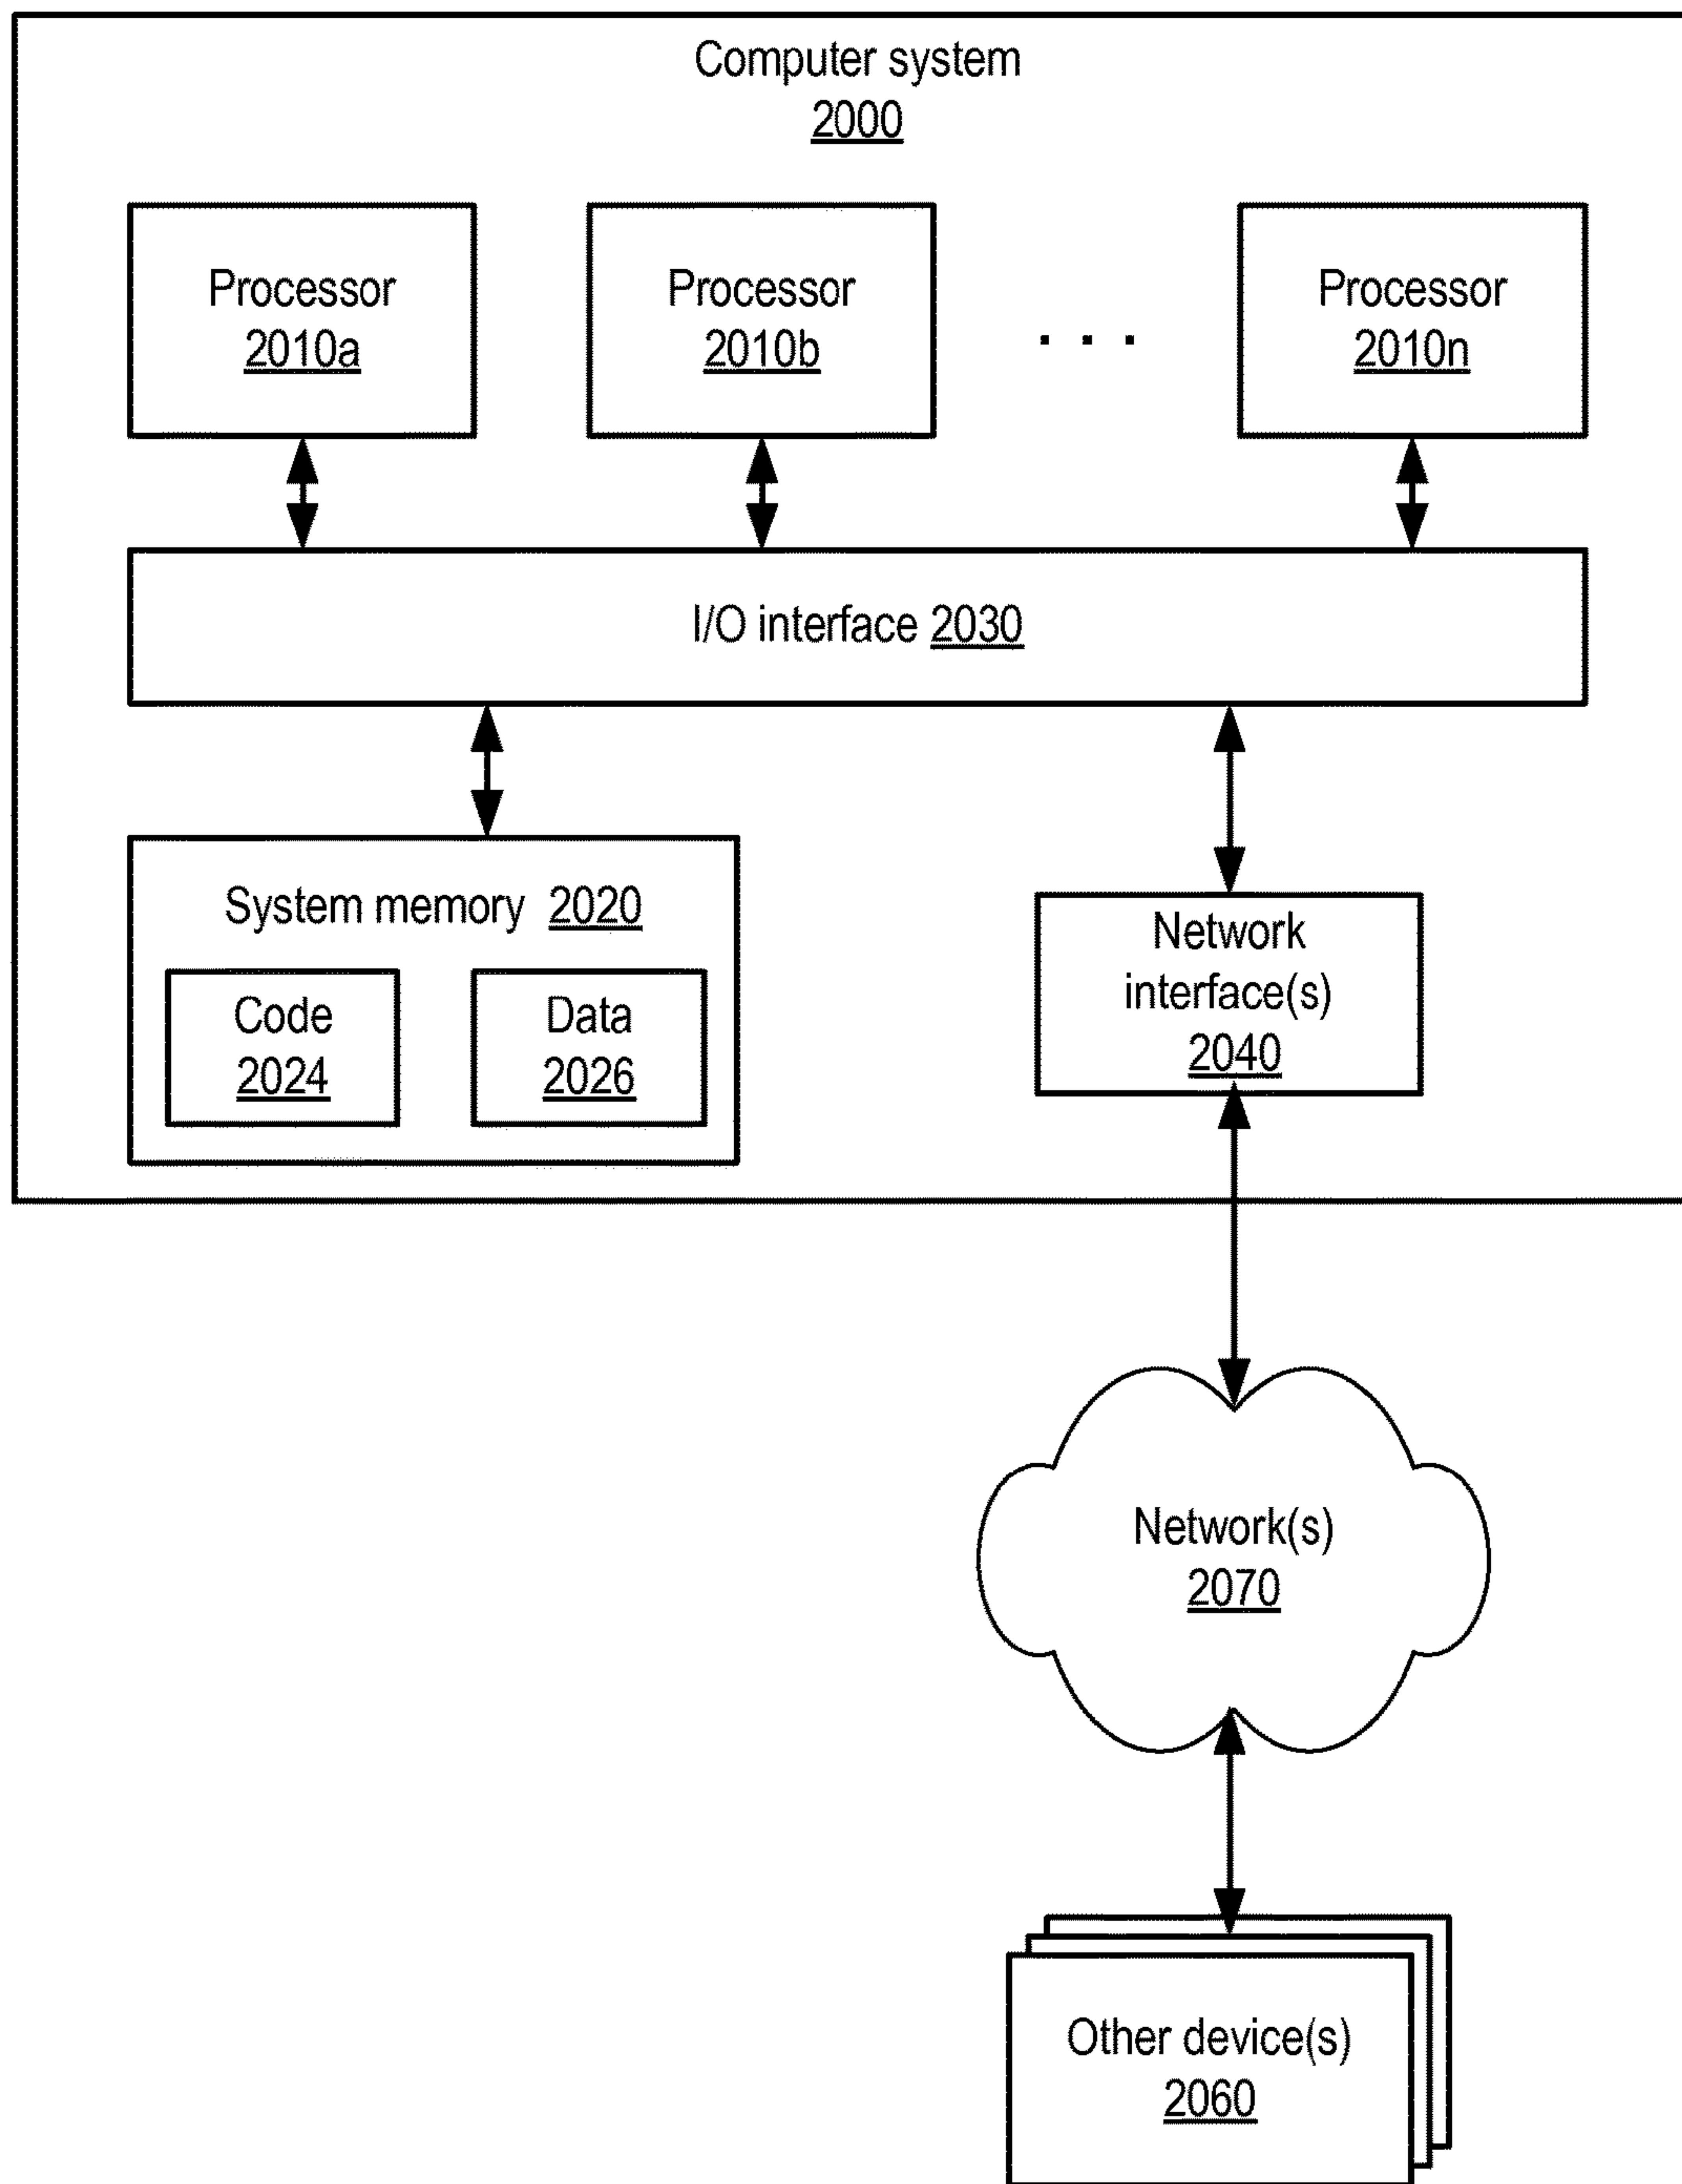 Computer system
2000
Processor
2010a
Processor
2010b
. . .
Processor
2010n
I/O interface 2030
System memory 2020
Code
2024
Data
2026
Network
interface(s)
2040
Network(s)
2070
Other device(s)
2060